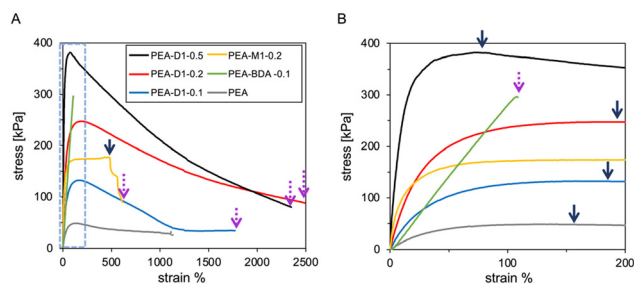 A
B
400
300
200
100
0
stress [kPa]
PEA-D1-0.5
PEA-M1-0.2
PEA-D1-0.2
PEA-BDA -0.1
PEA-D1-0.1
PEA
0
500
1000
1500
2000
2500
strain %
400
300
200
100
0
stress [kPa]
0
100
200
strain %